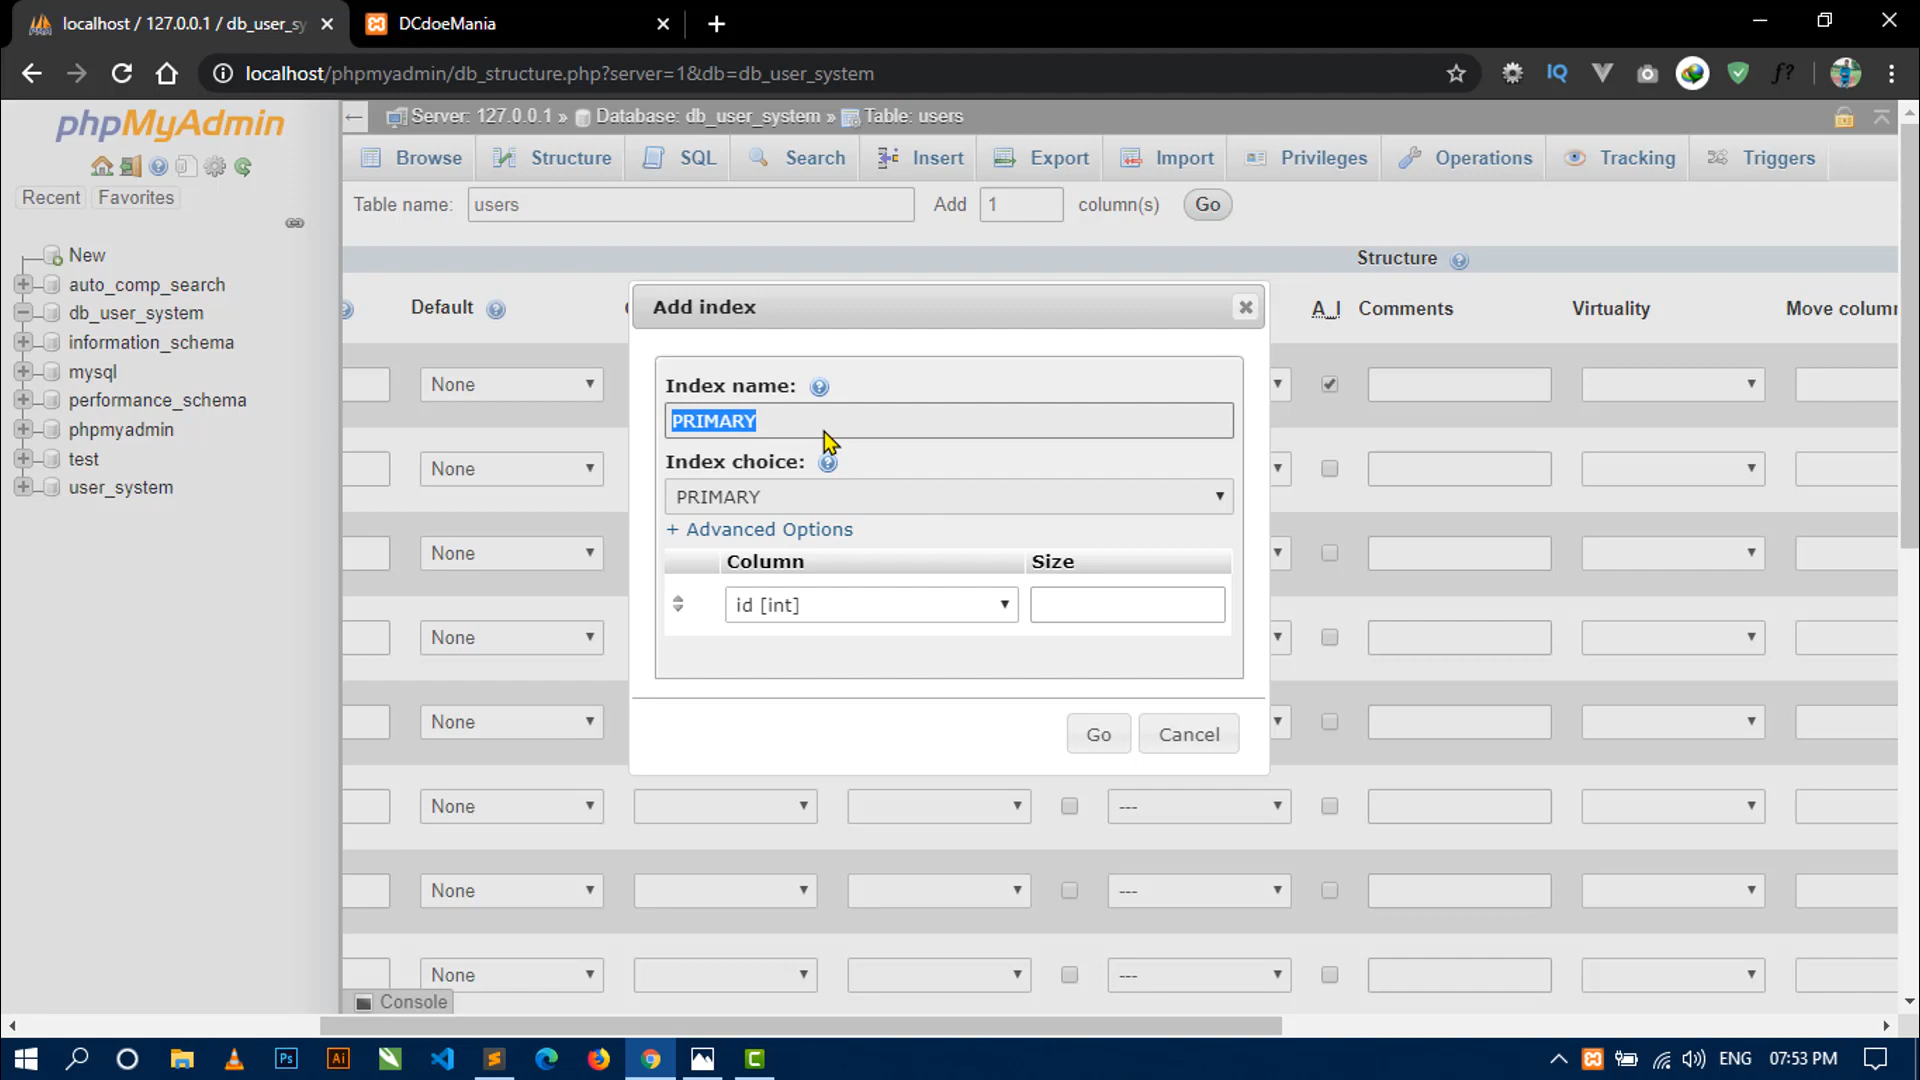 localhost / 127.0.0.1 / db_user_sy
DCdoeMania
localhost/phpmyadmin/db_structure.php?server=1&db=db_user_system
IQ
f?
phpMyAdmin
Recent
Favorites
New
auto_comp_search
db_user_system
information_schema
mysql
performance_schema
phpmyadmin
test
user_system
Server: 127.0.0.1 » Database: db_user_system » Table: users
Browse
Structure
SQL
Search
Insert
Export
Import
Privileges
Operations
Tracking
Triggers
Table name:
users
Add
1
column(s)
Go
Structure
Default
A_I
Comments
Virtuality
Move column
Add index
Index name:
PRIMARY
Index choice:
PRIMARY
+ Advanced Options
Column
Size
id [int]
Go
Cancel
None
None
None
None
None
None
---
None
---
None
---
Console
Ps
Ai
ENG
07:53 PM